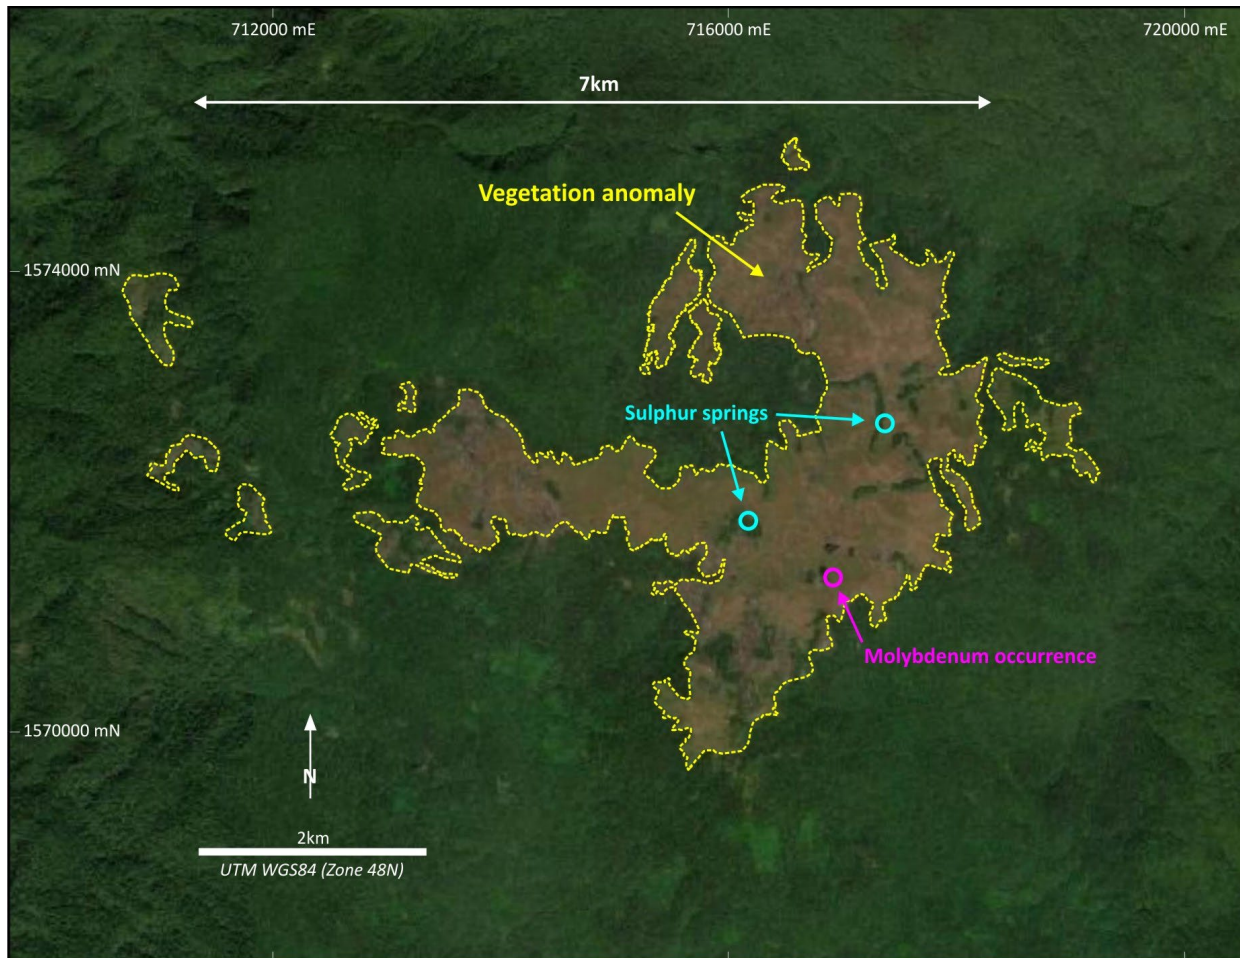 712000 mE
716000 mE
720000 mE
7km
Vegetation anomaly
1574000 mN
Sulphur springs
Molybdenum occurrence
1570000 mN
N
2km
UTM WGS84 (Zone 48N)